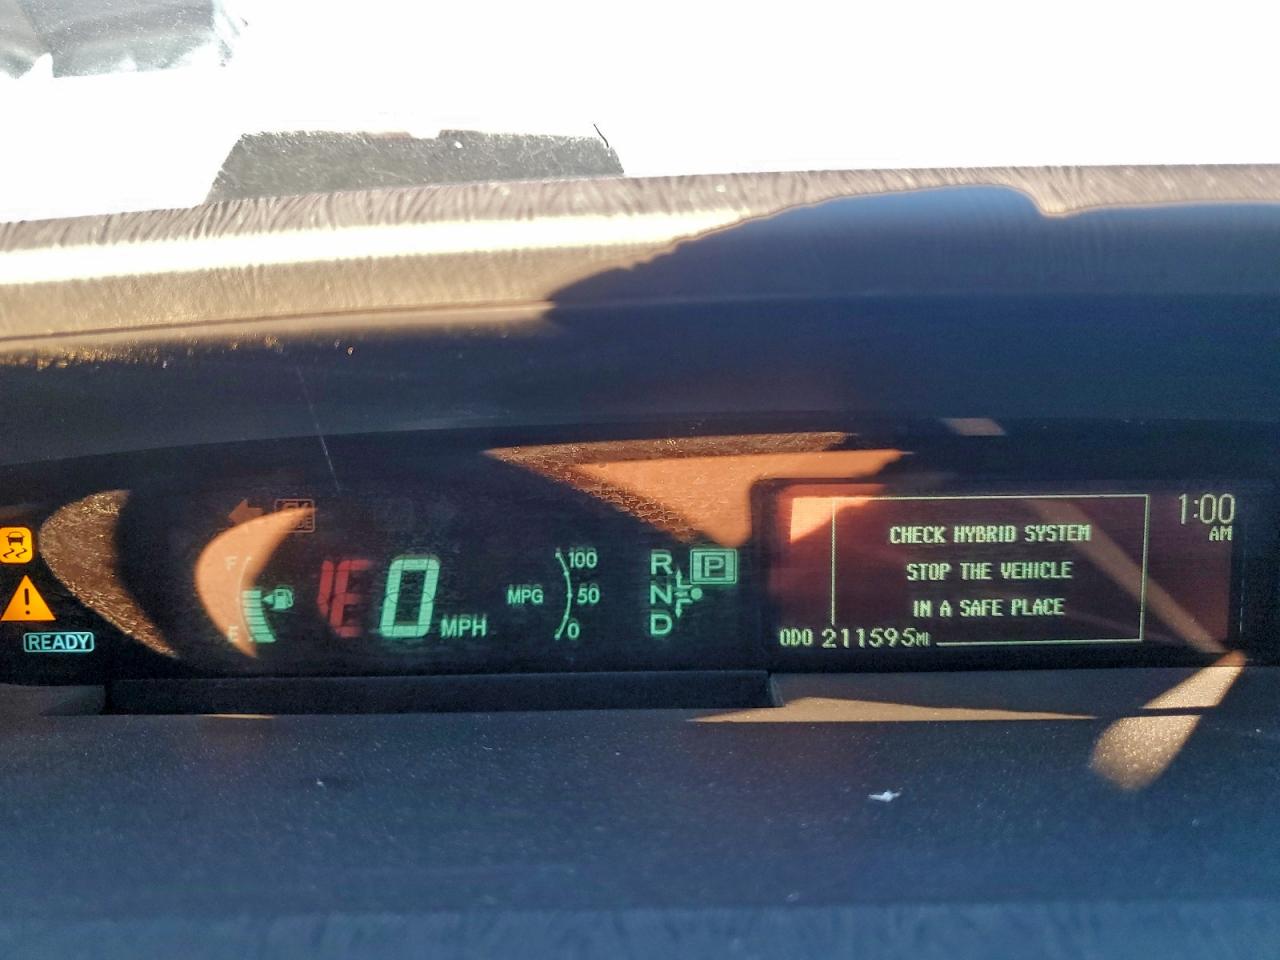 F
E
READY
0 MPH
MPG
100
50
0
R
N
D
P
CHECK HYBRID SYSTEM
STOP THE VEHICLE
IN A SAFE PLACE
ODO 211595MI
1:00
AM